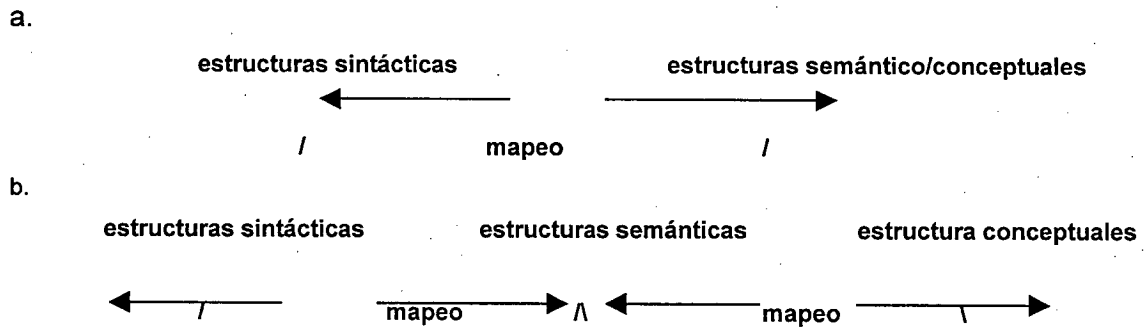 a.
estructuras sintácticas estructuras semántico/conceptuales
/ mapeo /
b.
estructuras sintácticas estructuras semánticas estructura conceptuales
/ mapeo /\ mapeo \